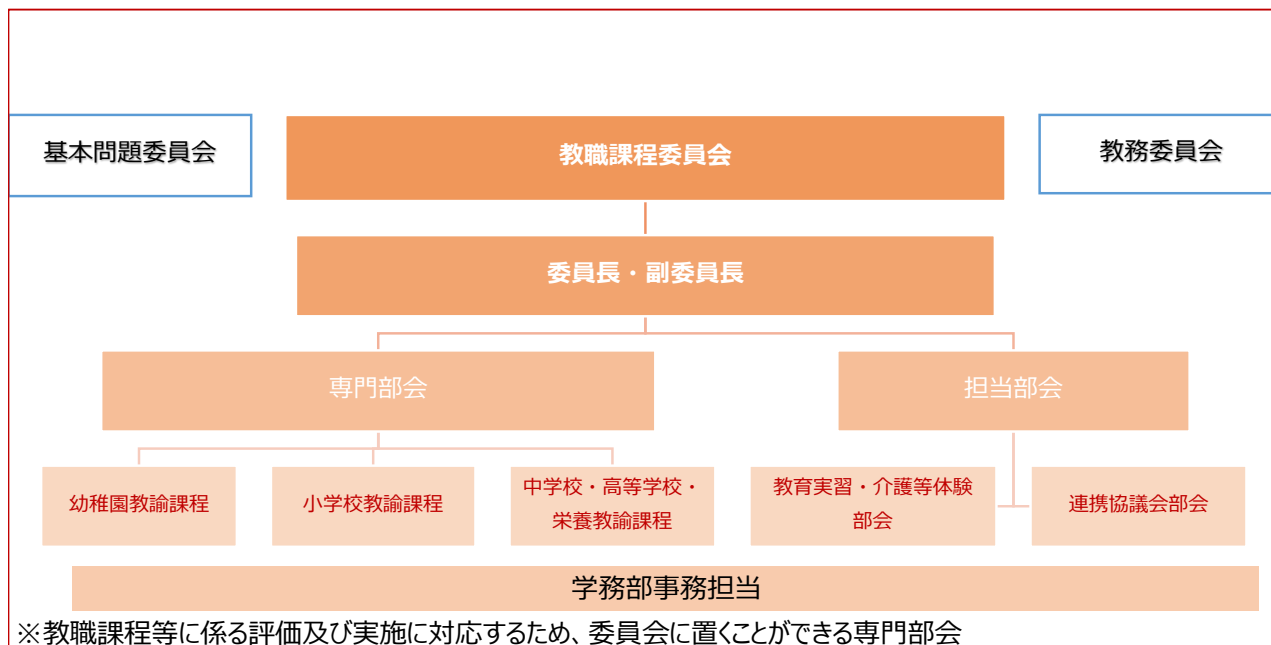 基本問題委員会
教職課程委員会
教務委員会
委員長・副委員長
専門部会
担当部会
幼稚園教諭課程
小学校教諭課程
中学校・高等学校・
栄養教諭課程
教育実習・介護等体験
部会
連携協議会部会
学務部事務担当
※教職課程等に係る評価及び実施に対応するため、委員会に置くことができる専門部会